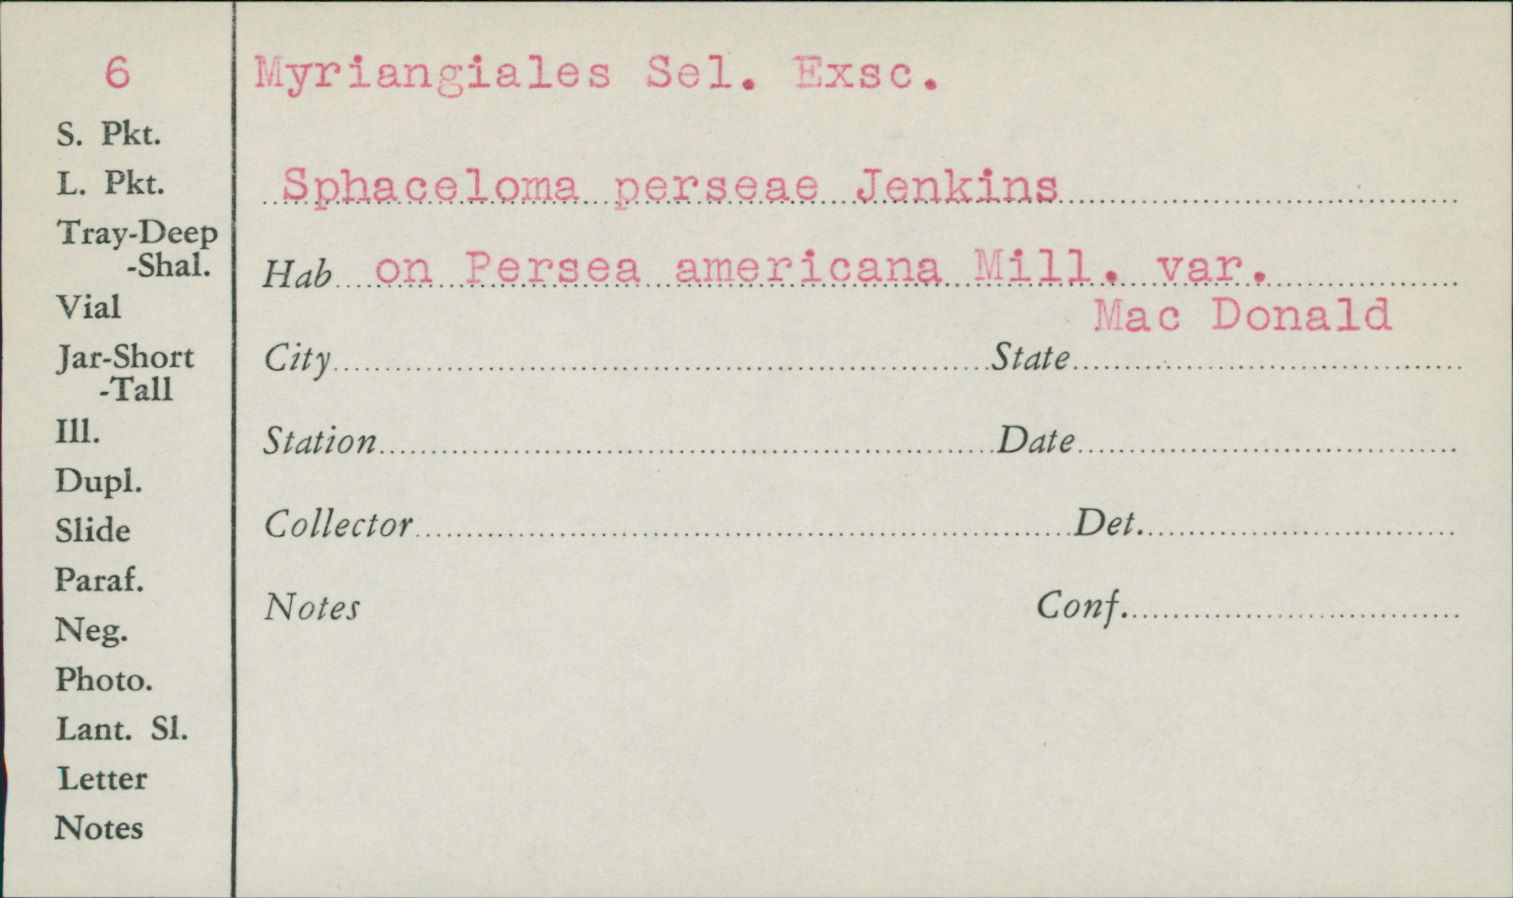 6
Myriangiales Sel. Exsc.
S. Pkt.
L. Pkt.
Tray-Deep
-Shal.
Vial
Jar-Short
-Tall
Ill.
Dupl.
Slide
Paraf.
Neg.
Photo.
Lant. Sl.
Letter
Notes
Sphaceloma perseae Jenkins
Hab on Persea americana Mill. var.
Mac Donald
City State
Station Date
Collector Det.
Notes Conf.